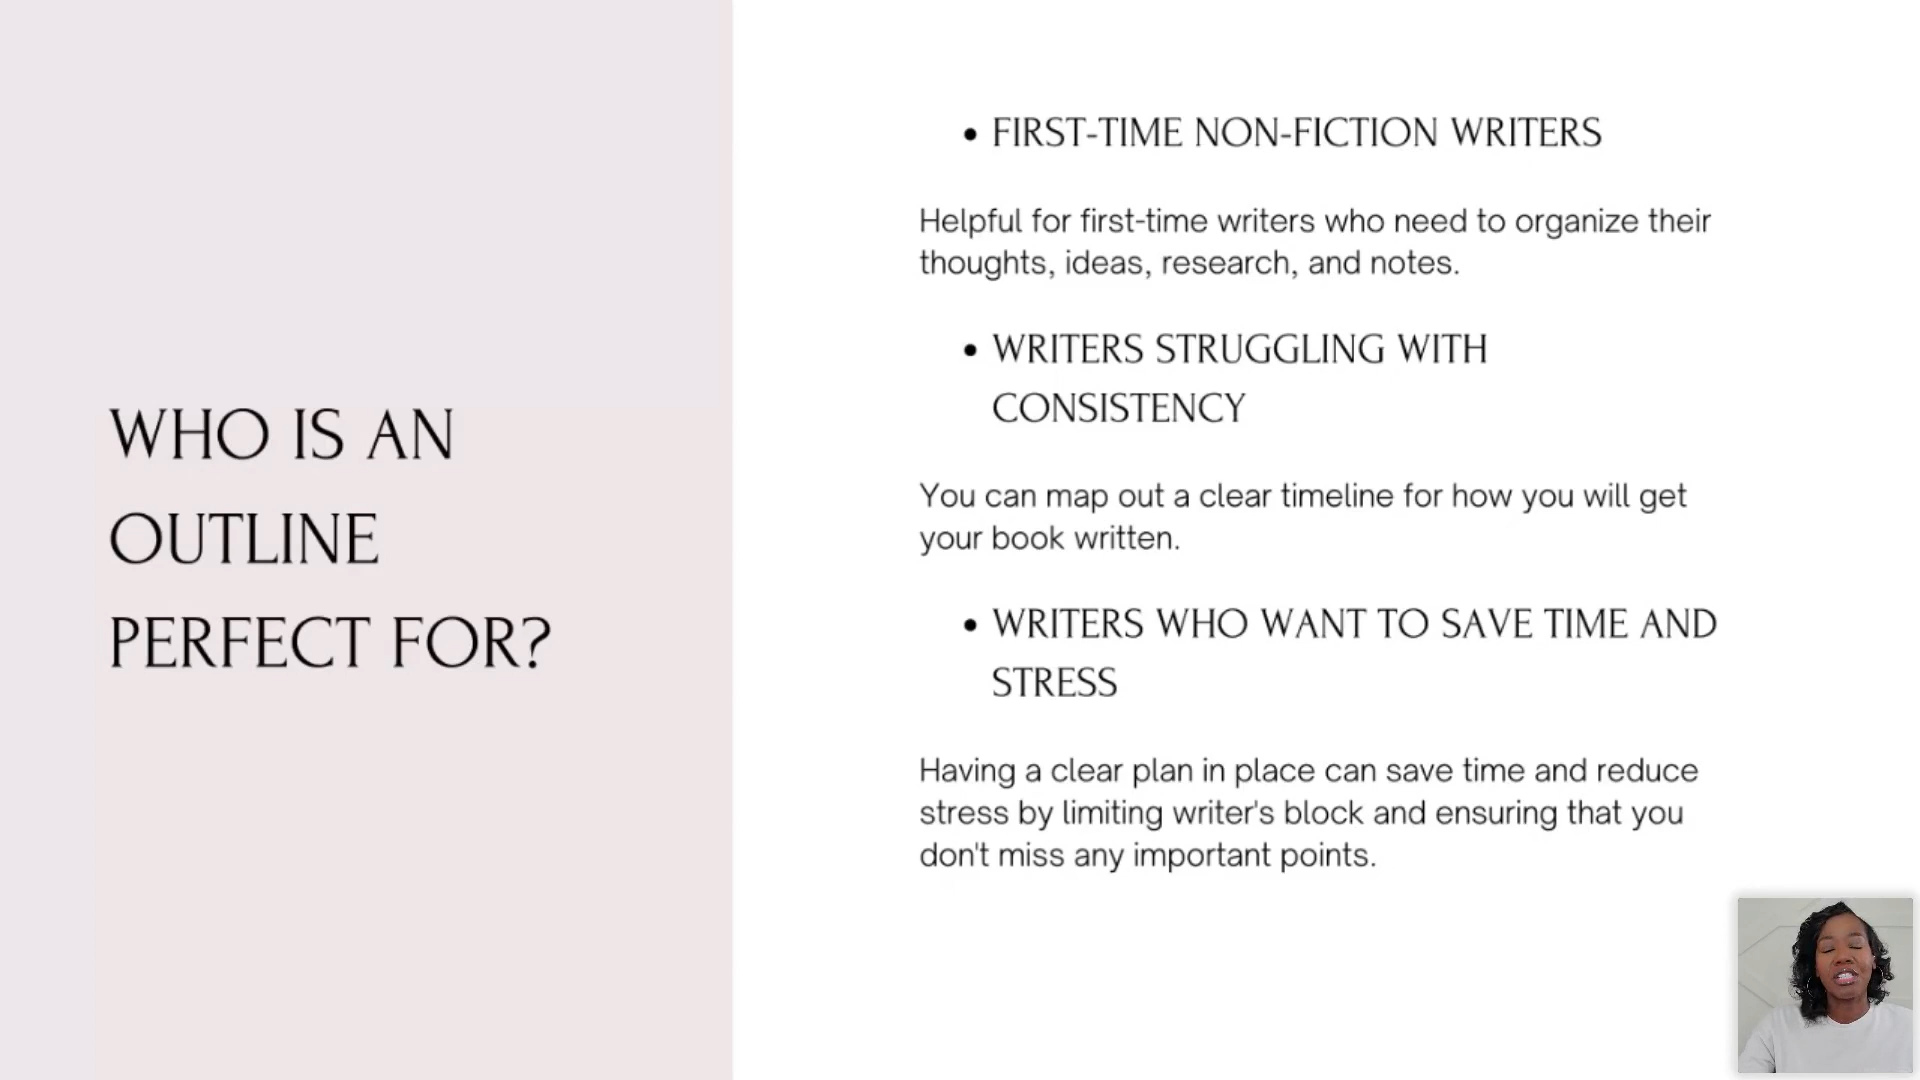 WHO IS AN
OUTLINE
PERFECT FOR?
• FIRST-TIME NON-FICTION WRITERS
Helpful for first-time writers who need to organize their
thoughts, ideas, research, and notes.
• WRITERS STRUGGLING WITH
CONSISTENCY
You can map out a clear timeline for how you will get
your book written.
• WRITERS WHO WANT TO SAVE TIME AND
STRESS
Having a clear plan in place can save time and reduce
stress by limiting writer's block and ensuring that you
don't miss any important points.